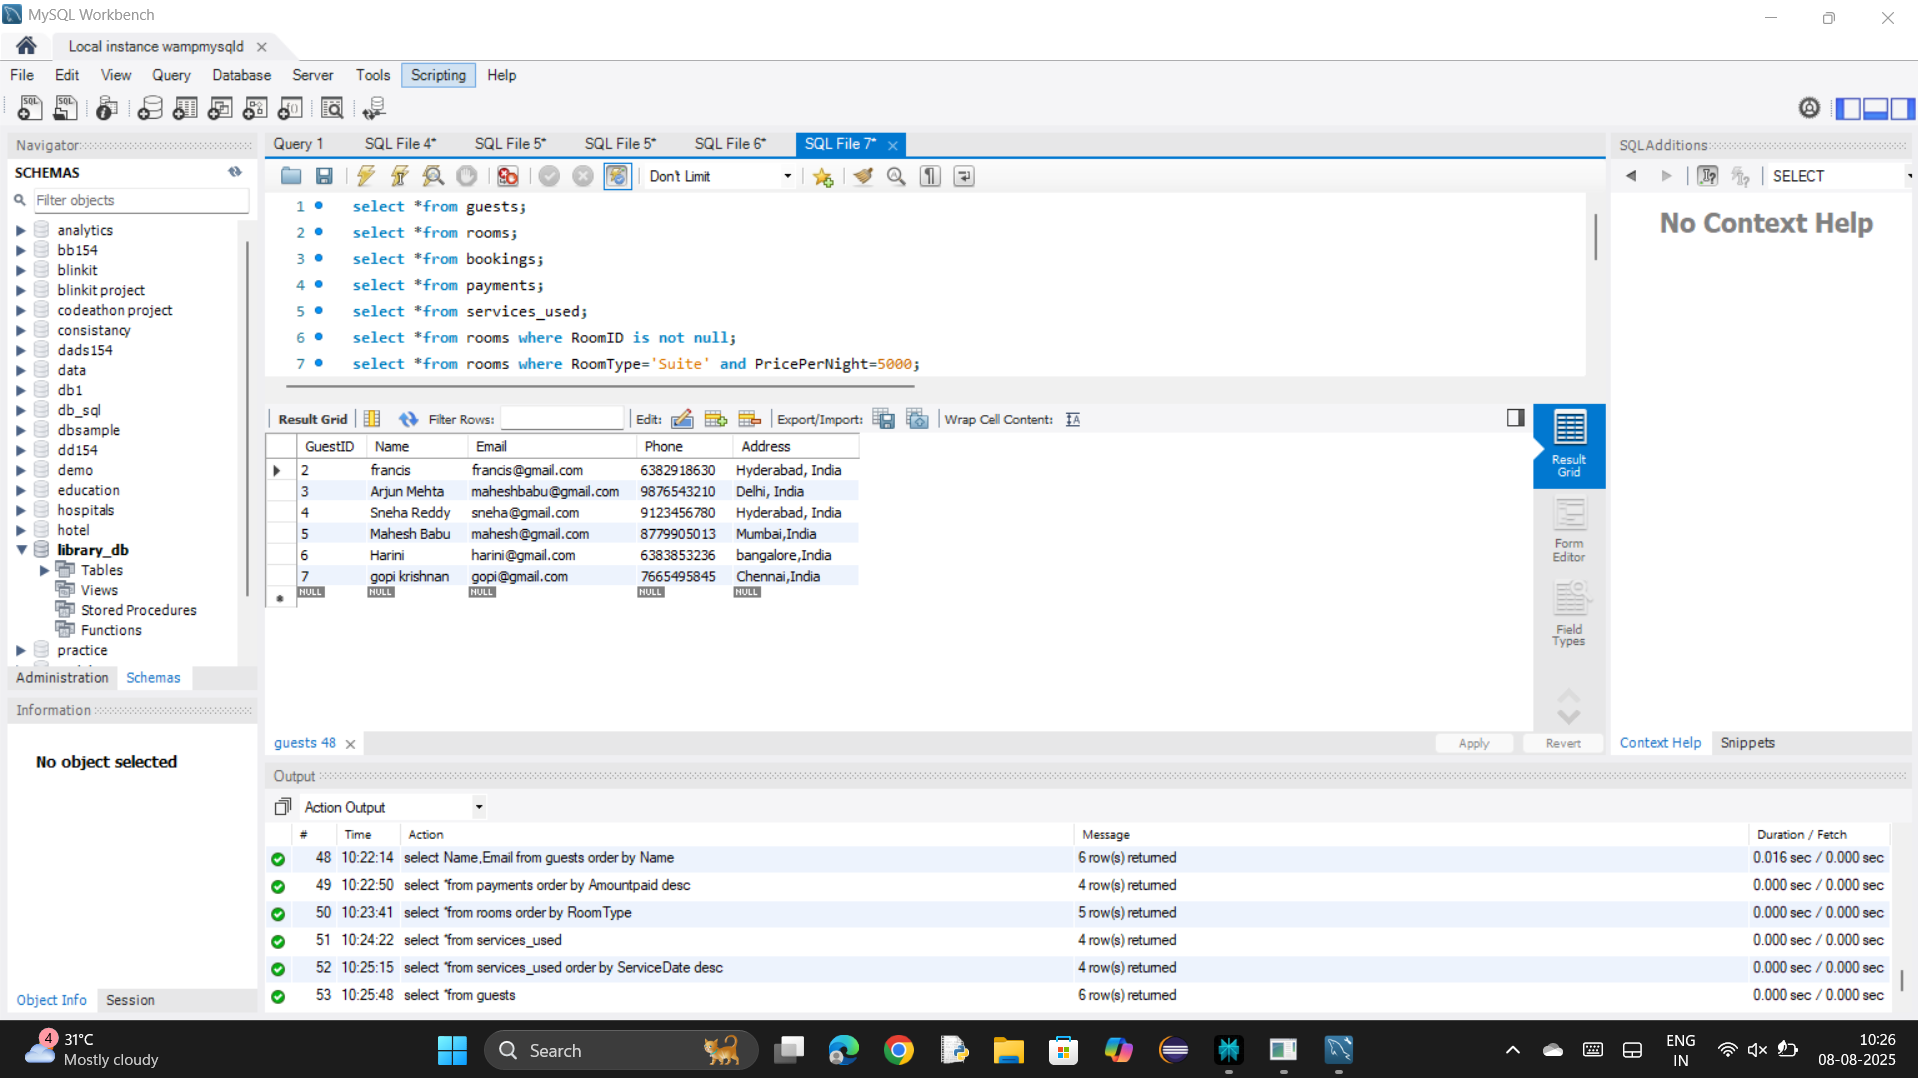 MySQL Workbench
Local instance wampmysqld
File Edit View Query Database Server Tools Scripting Help
Navigator
SCHEMAS
Filter objects
analytics
bb154
blinkit
blinkit project
codeathon project
consistancy
dads154
data
db1
db_sql
dbsample
dd154
demo
education
hospitals
hotel
library_db
Tables
Views
Stored Procedures
Functions
practice
Administration Schemas
Information
No object selected
Object Info Session
Query 1 SQL File 4* SQL File 5* SQL File 5* SQL File 6* SQL File 7*
Don't Limit
1 select *from guests;
2 select *from rooms;
3 select *from bookings;
4 select *from payments;
5 select *from services_used;
6 select *from rooms where RoomID is not null;
7 select *from rooms where RoomType='Suite' and PricePerNight=5000;
Result Grid Filter Rows: Edit: Export/Import: Wrap Cell Content:
GuestID Name Email Phone Address
2 francis francis@gmail.com 6382918630 Hyderabad, India
3 Arjun Mehta maheshbabu@gmail.com 9876543210 Delhi, India
4 Sneha Reddy sneha@gmail.com 9123456780 Hyderabad, India
5 Mahesh Babu mahesh@gmail.com 8779905013 Mumbai,India
6 Harini harini@gmail.com 6383853236 bangalore,India
7 gopi krishnan gopi@gmail.com 7665495845 Chennai,India
NULL NULL NULL NULL NULL
Result
Grid
Form
Editor
Field
Types
guests 48
Apply Revert
SQLAdditions
SELECT
No Context Help
Context Help Snippets
Output
Action Output
# Time Action Message Duration / Fetch
48 10:22:14 select Name,Email from guests order by Name 6 row(s) returned 0.016 sec / 0.000 sec
49 10:22:50 select *from payments order by Amountpaid desc 4 row(s) returned 0.000 sec / 0.000 sec
50 10:23:41 select *from rooms order by RoomType 5 row(s) returned 0.000 sec / 0.000 sec
51 10:24:22 select *from services_used 4 row(s) returned 0.000 sec / 0.000 sec
52 10:25:15 select *from services_used order by ServiceDate desc 4 row(s) returned 0.000 sec / 0.000 sec
53 10:25:48 select *from guests 6 row(s) returned 0.000 sec / 0.000 sec
4
31°C
Mostly cloudy
Search
ENG
IN
10:26
08-08-2025